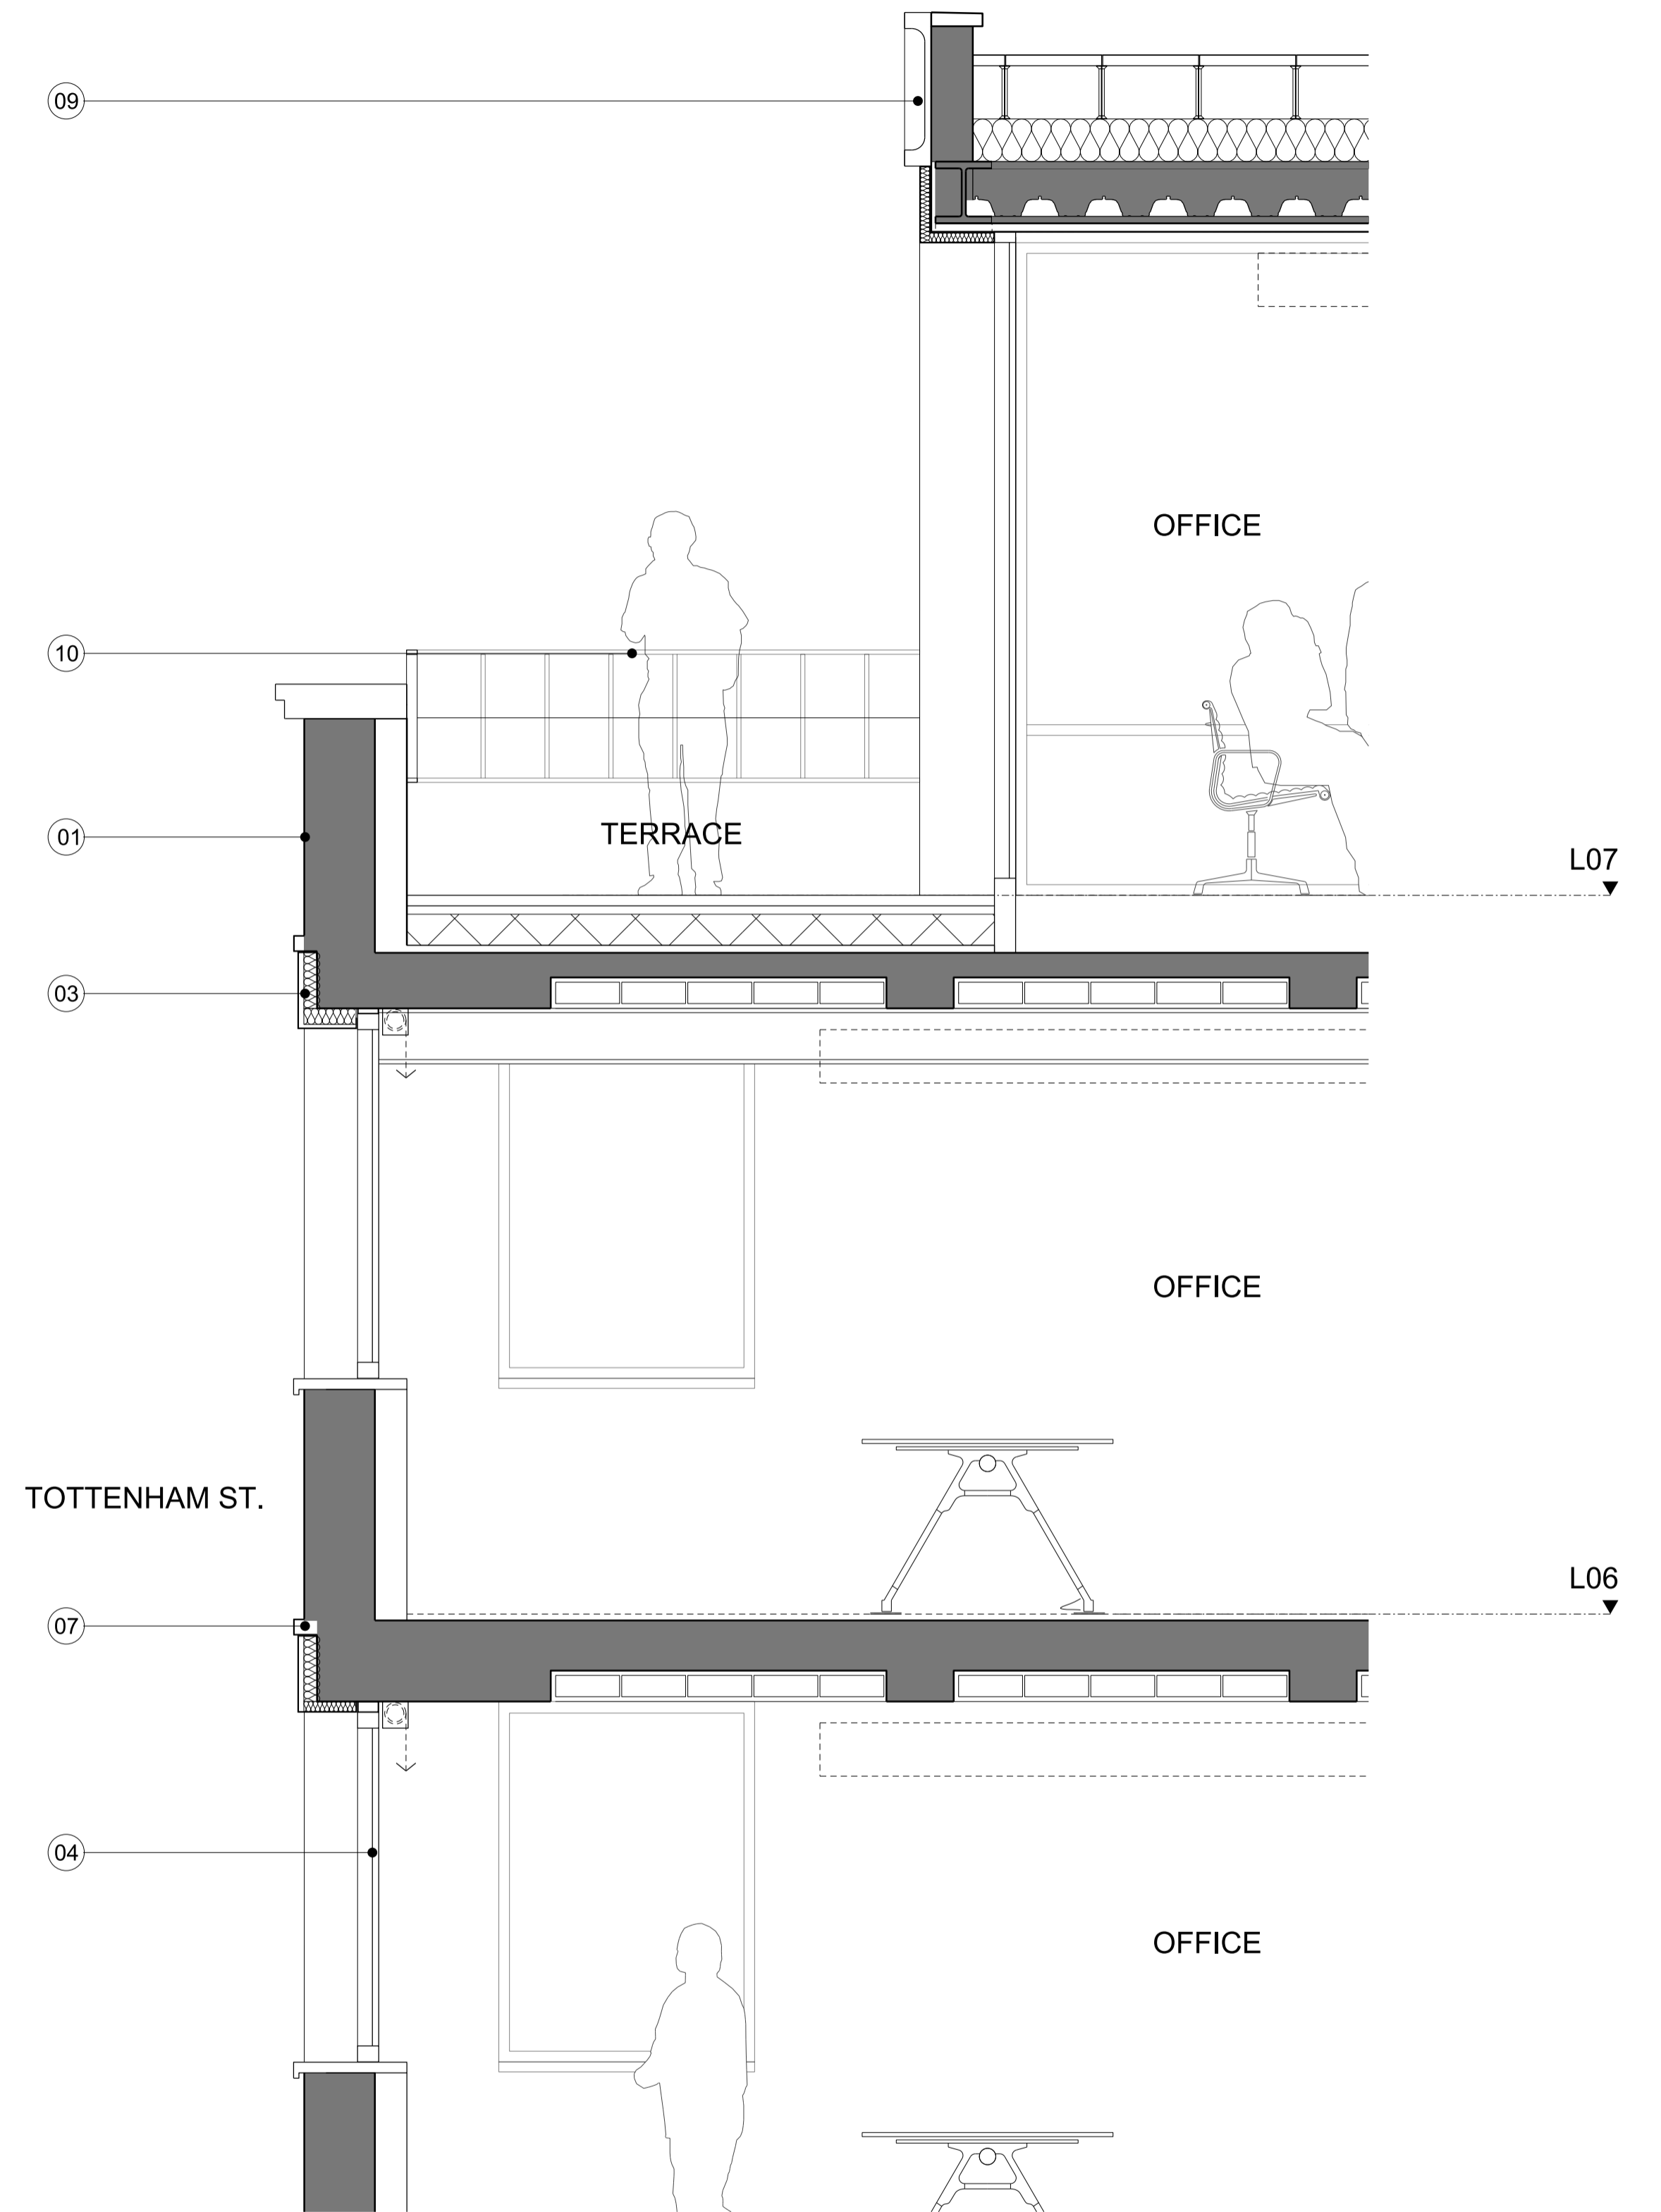 09
OFFICE
10
TERRACE
01
L07
03
OFFICE
TOTTENHAM ST.
L06
07
04
OFFICE